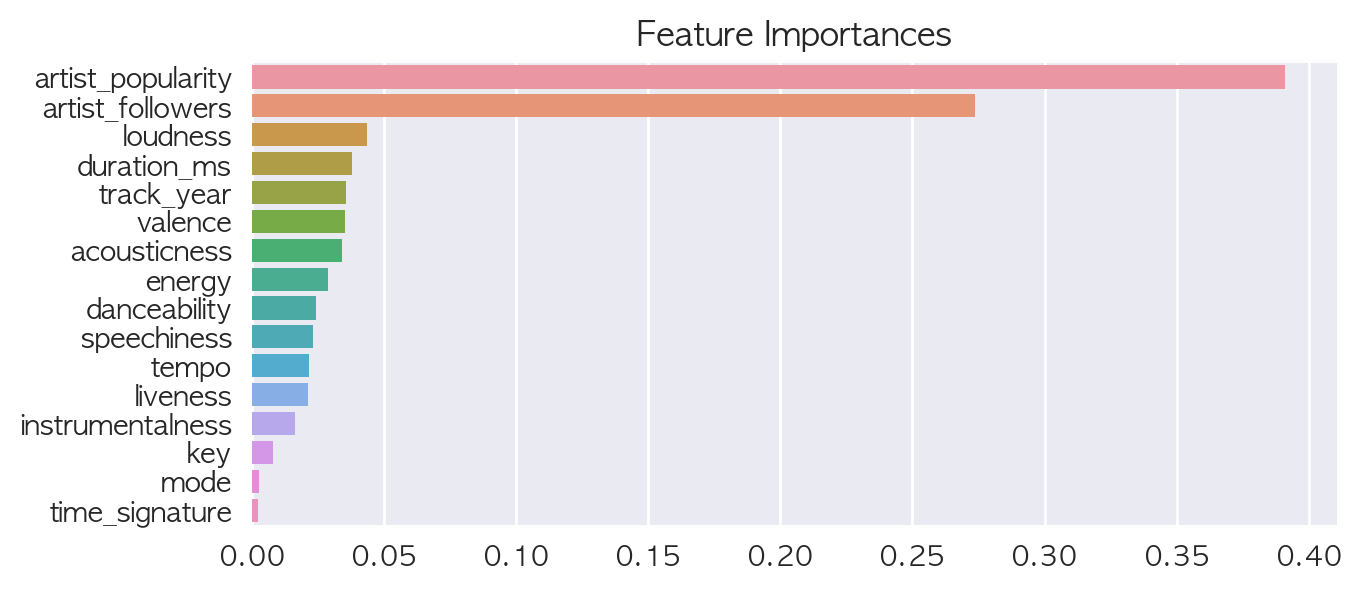 Feature Importances
artist_popularity
artist_followers
loudness
duration_ms
track_year
valence
acousticness
energy
danceability
speechiness
tempo
liveness
instrumentalness
key
mode
time_signature
0.00 0.05 0.10 0.15 0.20 0.25 0.30 0.35 0.40